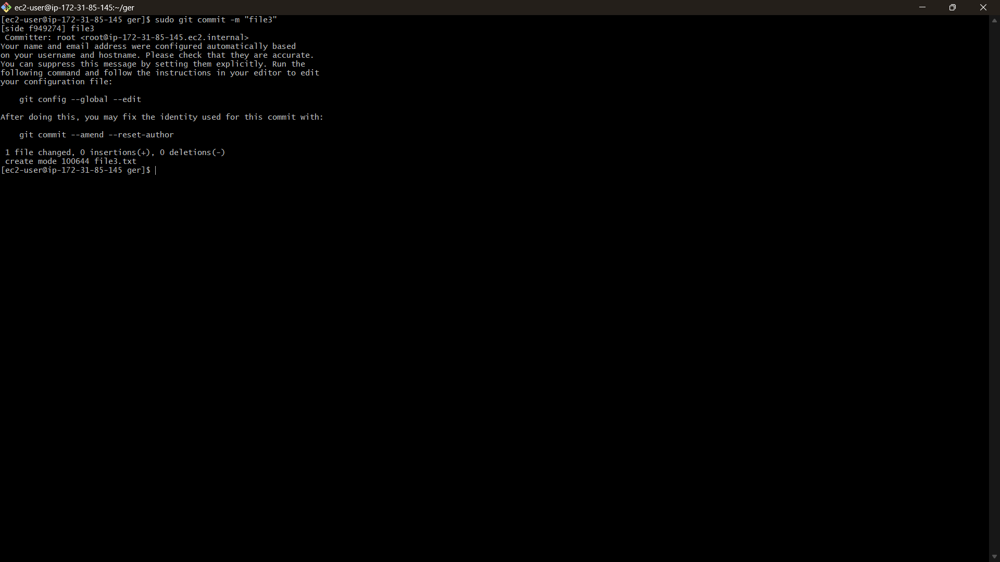 ec2-user@ip-172-31-85-145:~/ger
[ec2-user@ip-172-31-85-145 ger]$ sudo git commit -m "file3"
[side f949274] file3
 Committer: root <root@ip-172-31-85-145.ec2.internal>
Your name and email address were configured automatically based
on your username and hostname. Please check that they are accurate.
You can suppress this message by setting them explicitly. Run the
following command and follow the instructions in your editor to edit
your configuration file:

    git config --global --edit

After doing this, you may fix the identity used for this commit with:

    git commit --amend --reset-author

 1 file changed, 0 insertions(+), 0 deletions(-)
 create mode 100644 file3.txt
[ec2-user@ip-172-31-85-145 ger]$